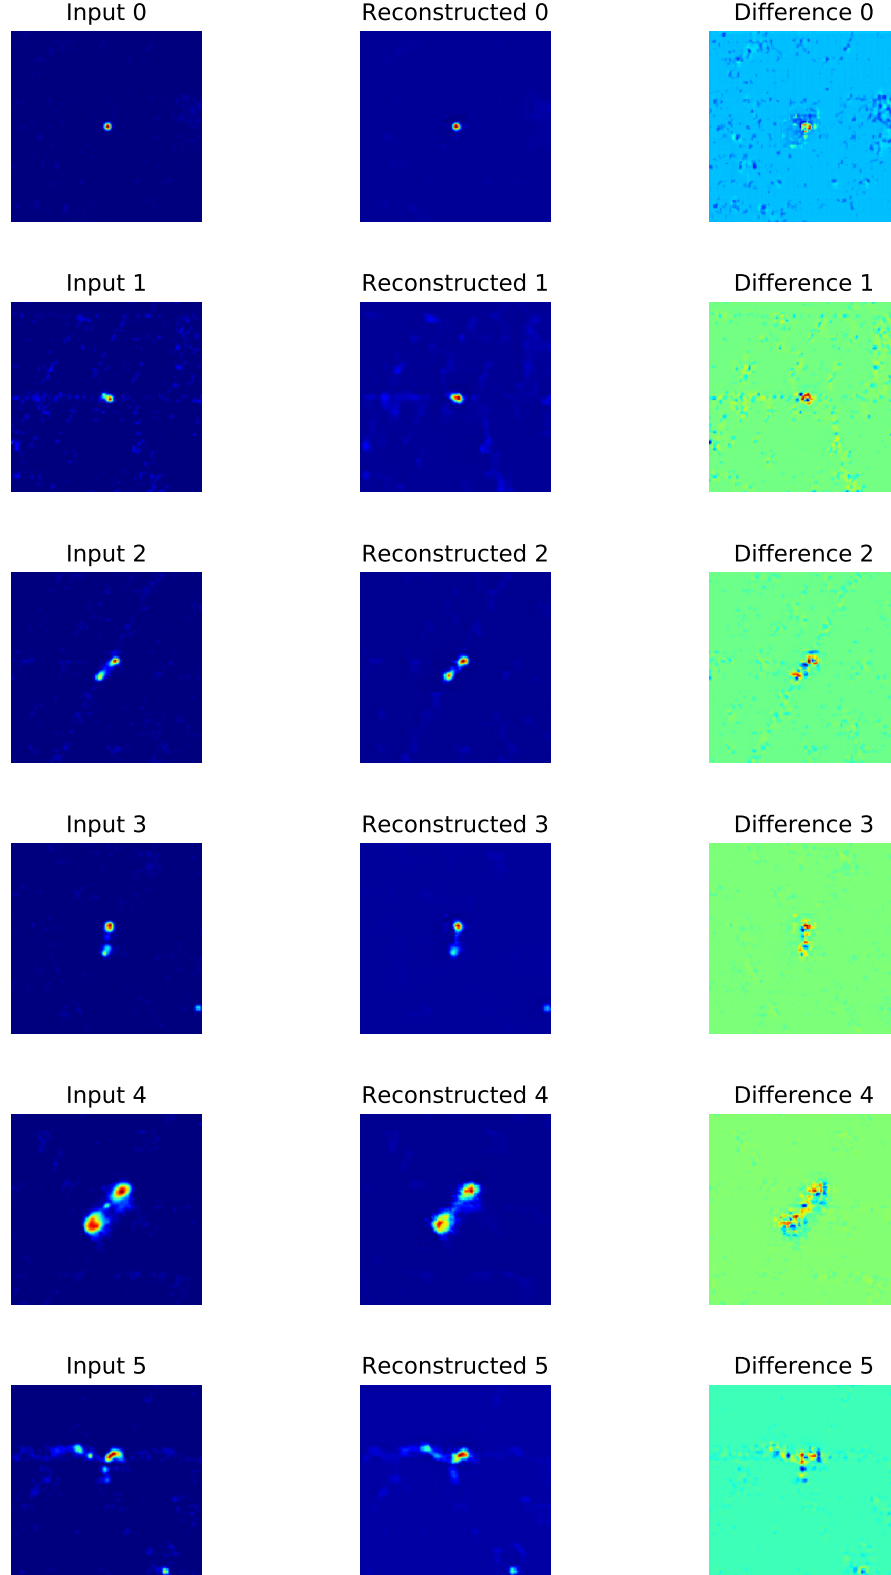 Input 0
Reconstructed 0
Difference 0
Input 1
Reconstructed 1
Difference 1
Input 2
Reconstructed 2
Difference 2
Input 3
Reconstructed 3
Difference 3
Input 4
Reconstructed 4
Difference 4
Input 5
Reconstructed 5
Difference 5